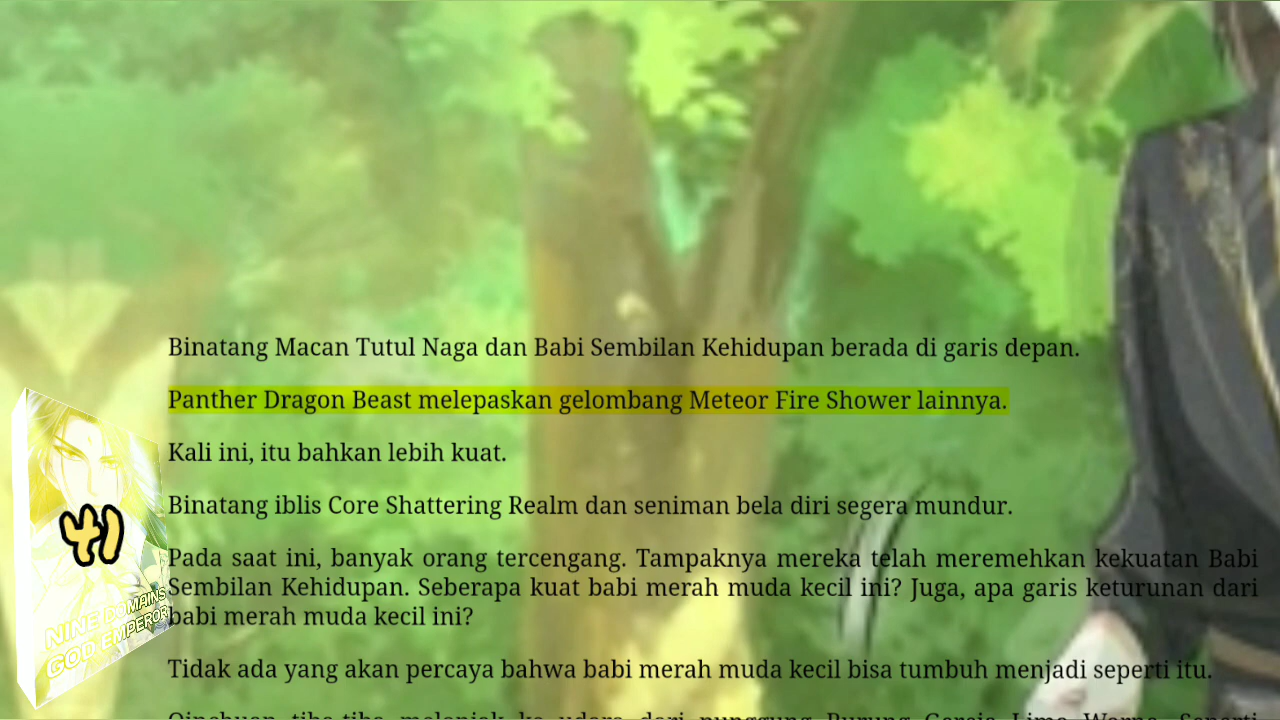 Binatang Macan Tutul Naga dan Babi Sembilan Kehidupan berada di garis depan.
Panther Dragon Beast melepaskan gelombang Meteor Fire Shower lainnya.
Kali ini, itu bahkan lebih kuat.
Binatang iblis Core Shattering Realm dan seniman bela diri segera mundur.
Pada saat ini, banyak orang tercengang. Tampaknya mereka telah meremehkan kekuatan Babi
Sembilan Kehidupan. Seberapa kuat babi merah muda kecil ini? Juga, apa garis keturunan dari
babi merah muda kecil ini?
Tidak ada yang akan percaya bahwa babi merah muda kecil bisa tumbuh menjadi seperti itu.
41
NINE DOMAINS
GOD EMPEROR